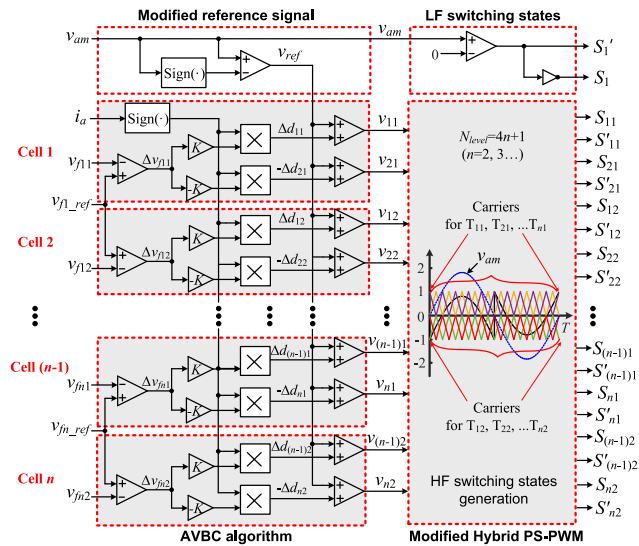 Modified reference signal
LF switching states
v_am
Sign(·)
v_ref
v_am
0
S_1'
S_1
i_a
Sign(·)
Cell 1
v_f11
Δv_f11
K
-K
Δd_11
-Δd_21
v_11
v_21
v_f1_ref
Cell 2
v_f12
Δv_f12
K
-K
Δd_12
-Δd_22
v_12
v_22
Cell (n-1)
v_fn1
Δv_fn1
K
-K
Δd_(n-1)1
-Δd_n1
v_(n-1)1
v_n1
v_fn_ref
Cell n
v_fn2
Δv_fn2
K
-K
Δd_(n-1)2
-Δd_n2
v_(n-1)2
v_n2
N_level=4n+1
(n=2, 3...)
Carriers
for T_11, T_21, ...T_n1
v_am
2
1
0
-1
-2
T
Carriers
for T_12, T_22, ...T_n2
HF switching states
generation
S_11
S'_11
S_21
S'_21
S_12
S'_12
S_22
S'_22
S_(n-1)1
S'_(n-1)1
S_n1
S'_n1
S_(n-1)2
S'_(n-1)2
S_n2
S'_n2
AVBC algorithm
Modified Hybrid PS-PWM